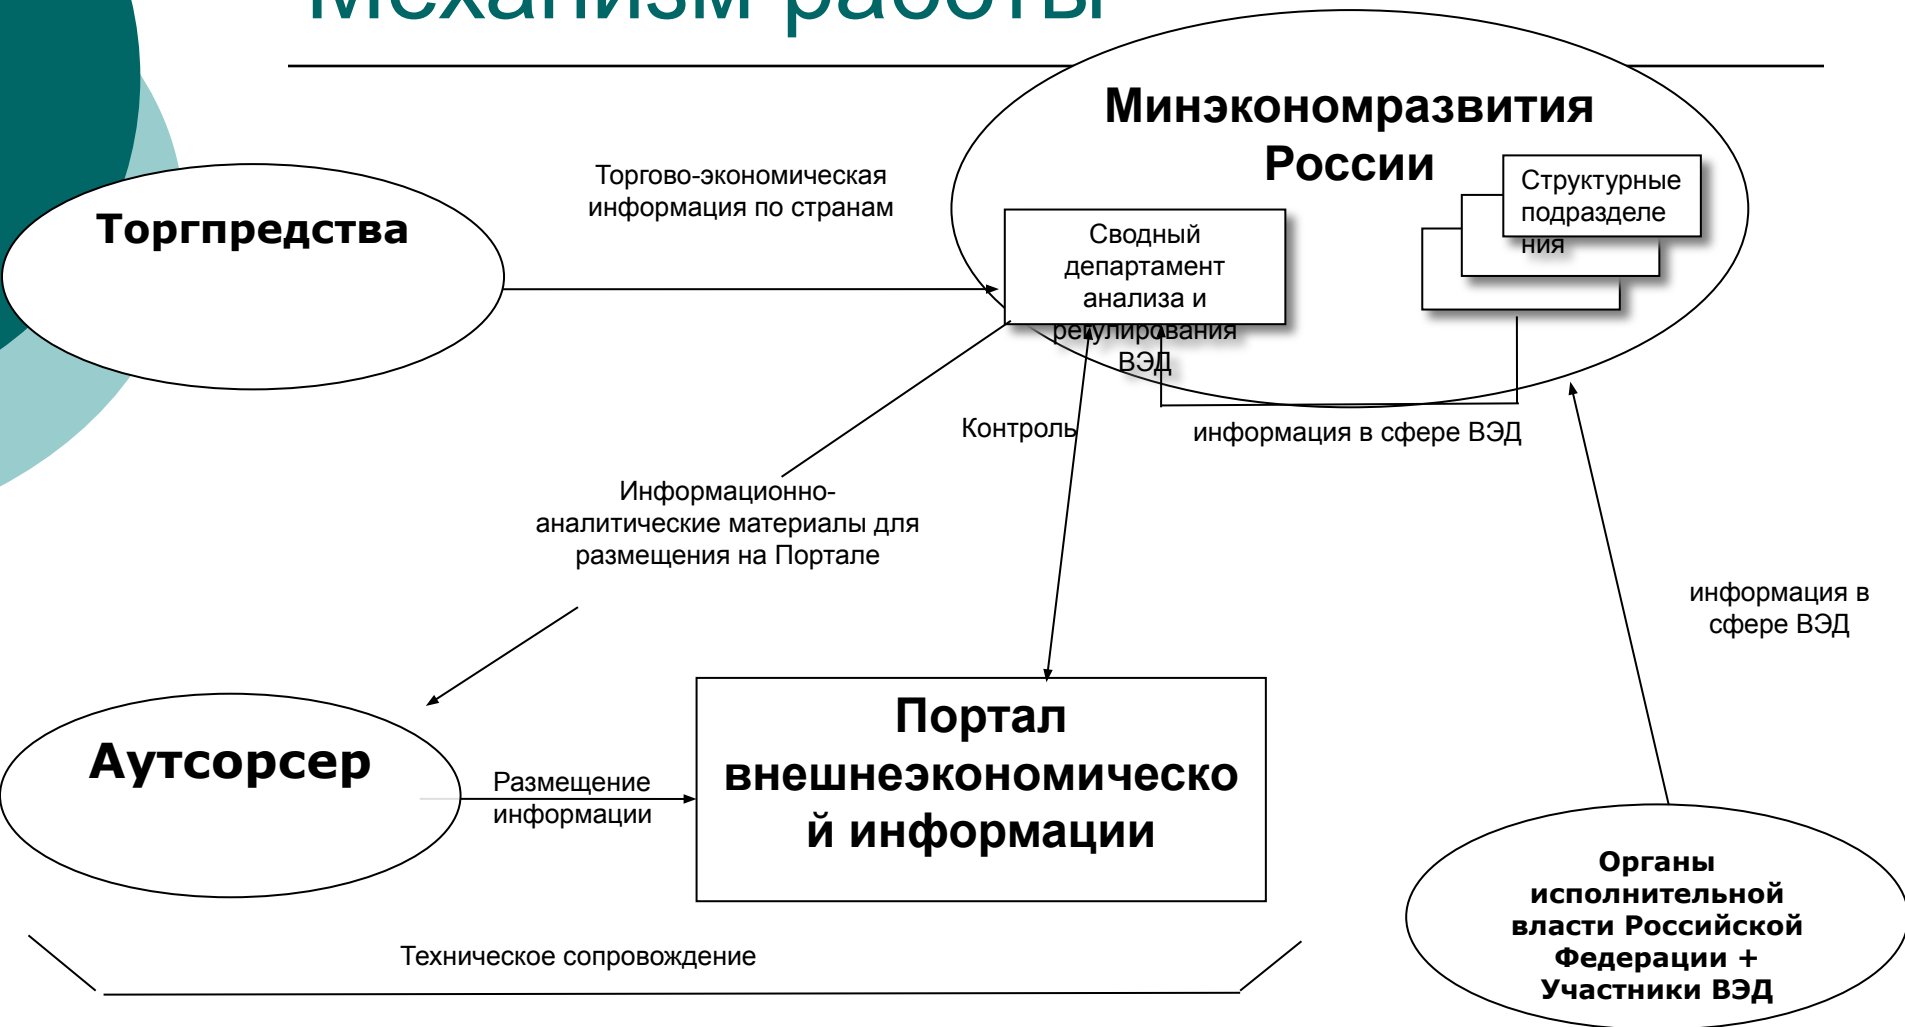 Механизм работы
Минэкономразвития
России
Торгово-экономическая
информация по странам
Структурные
подразделе
ния
Торгпредства
Сводный
департамент
анализа и
регулирования
ВЭД
Контроль
информация в сфере ВЭД
Информационно-
аналитические материалы для
размещения на Портале
информация в
сфере ВЭД
Аутсорсер
Размещение
информации
Портал
внешнеэкономическо
й информации
Органы
исполнительной
власти Российской
Федерации +
Участники ВЭД
Техническое сопровождение